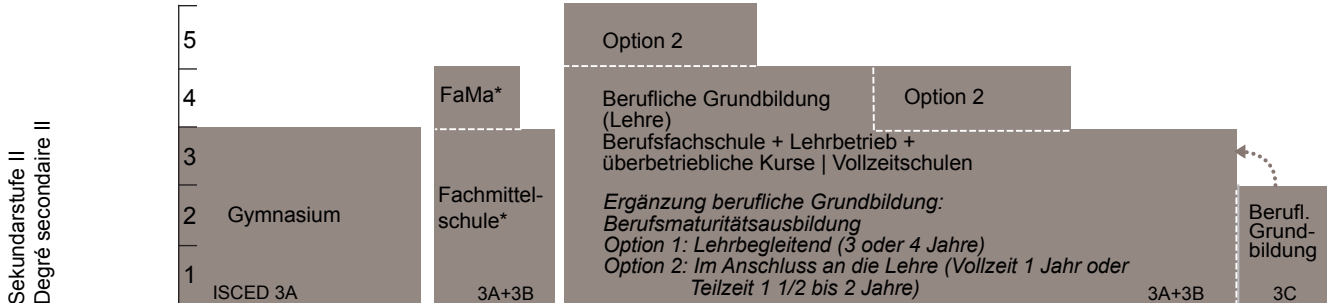 Sekundarstufe II
Degré secondaire II
5
4
3
2
1
Gymnasium
ISCED 3A
FaMa*
Fachmittel-
schule*
3A+3B
Option 2
Berufliche Grundbildung
(Lehre)
Berufsfachschule + Lehrbetrieb +
überbetriebliche Kurse | Vollzeitschulen
Option 2
Ergänzung berufliche Grundbildung:
Berufsmaturitätsausbildung
Option 1: Lehrbegleitend (3 oder 4 Jahre)
Option 2: Im Anschluss an die Lehre (Vollzeit 1 Jahr oder
Teilzeit 1 1/2 bis 2 Jahre)
3A+3B
Berufl.
Grund-
bildung
3C